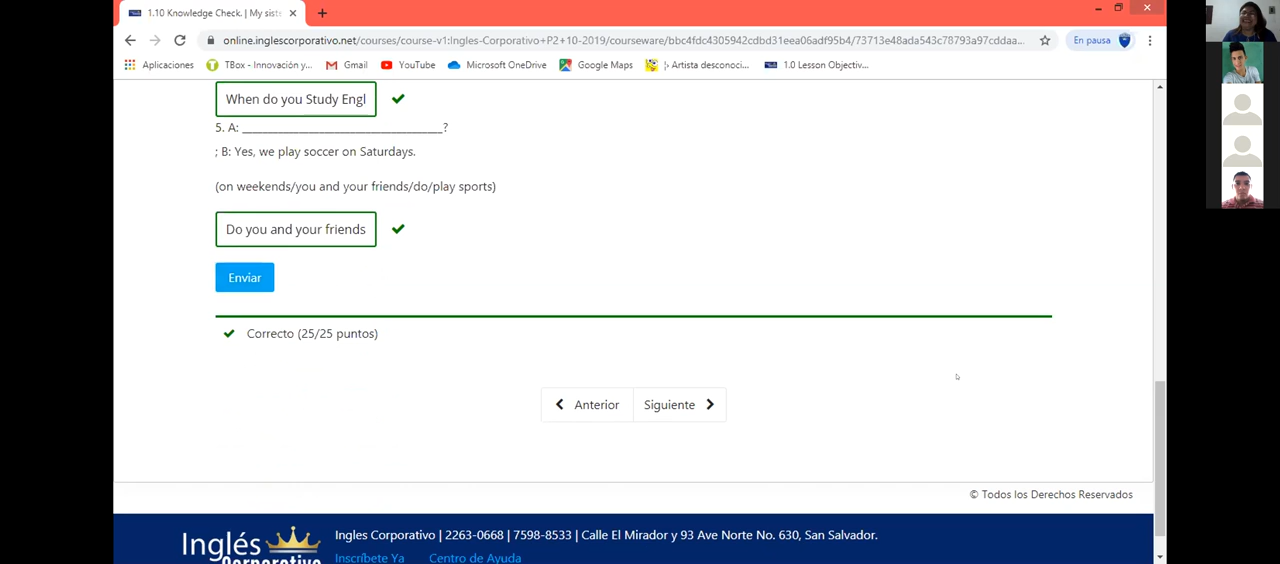 1.10 Knowledge Check. | My sist
online.inglescorporativo.net/courses/course-v1:Ingles-Corporativo+P2+10-2019/courseware/bbc4fdc4305942cdbd31eea06adf95b4/73713e48ada543c78793a97cddaa...
En pausa
Aplicaciones
TBox - Innovación y...
Gmail
YouTube
Microsoft OneDrive
Google Maps
Artista desconoci...
1.0 Lesson Objectiv...
When do you Study Engl
5. A: ________________________________?
; B: Yes, we play soccer on Saturdays.
(on weekends/you and your friends/do/play sports)
Do you and your friends
Enviar
Correcto (25/25 puntos)
Anterior
Siguiente
© Todos los Derechos Reservados
Inglés
Corporativo
Ingles Corporativo | 2263-0668 | 7598-8533 | Calle El Mirador y 93 Ave Norte No. 630, San Salvador.
Inscríbete Ya
Centro de Ayuda